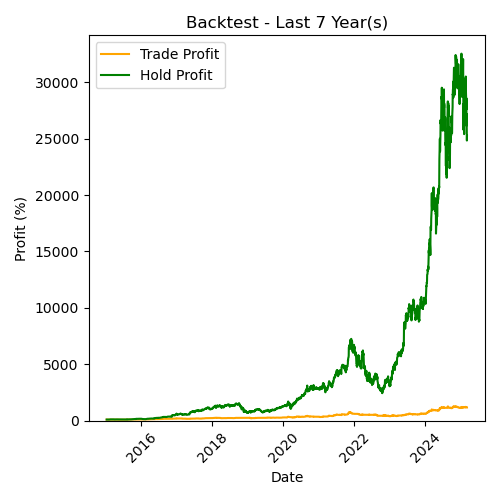 Backtest - Last 7 Year(s)
Trade Profit
Hold Profit
Profit (%)
30000
25000
20000
15000
10000
5000
0
2016
2018
2020
2022
2024
Date